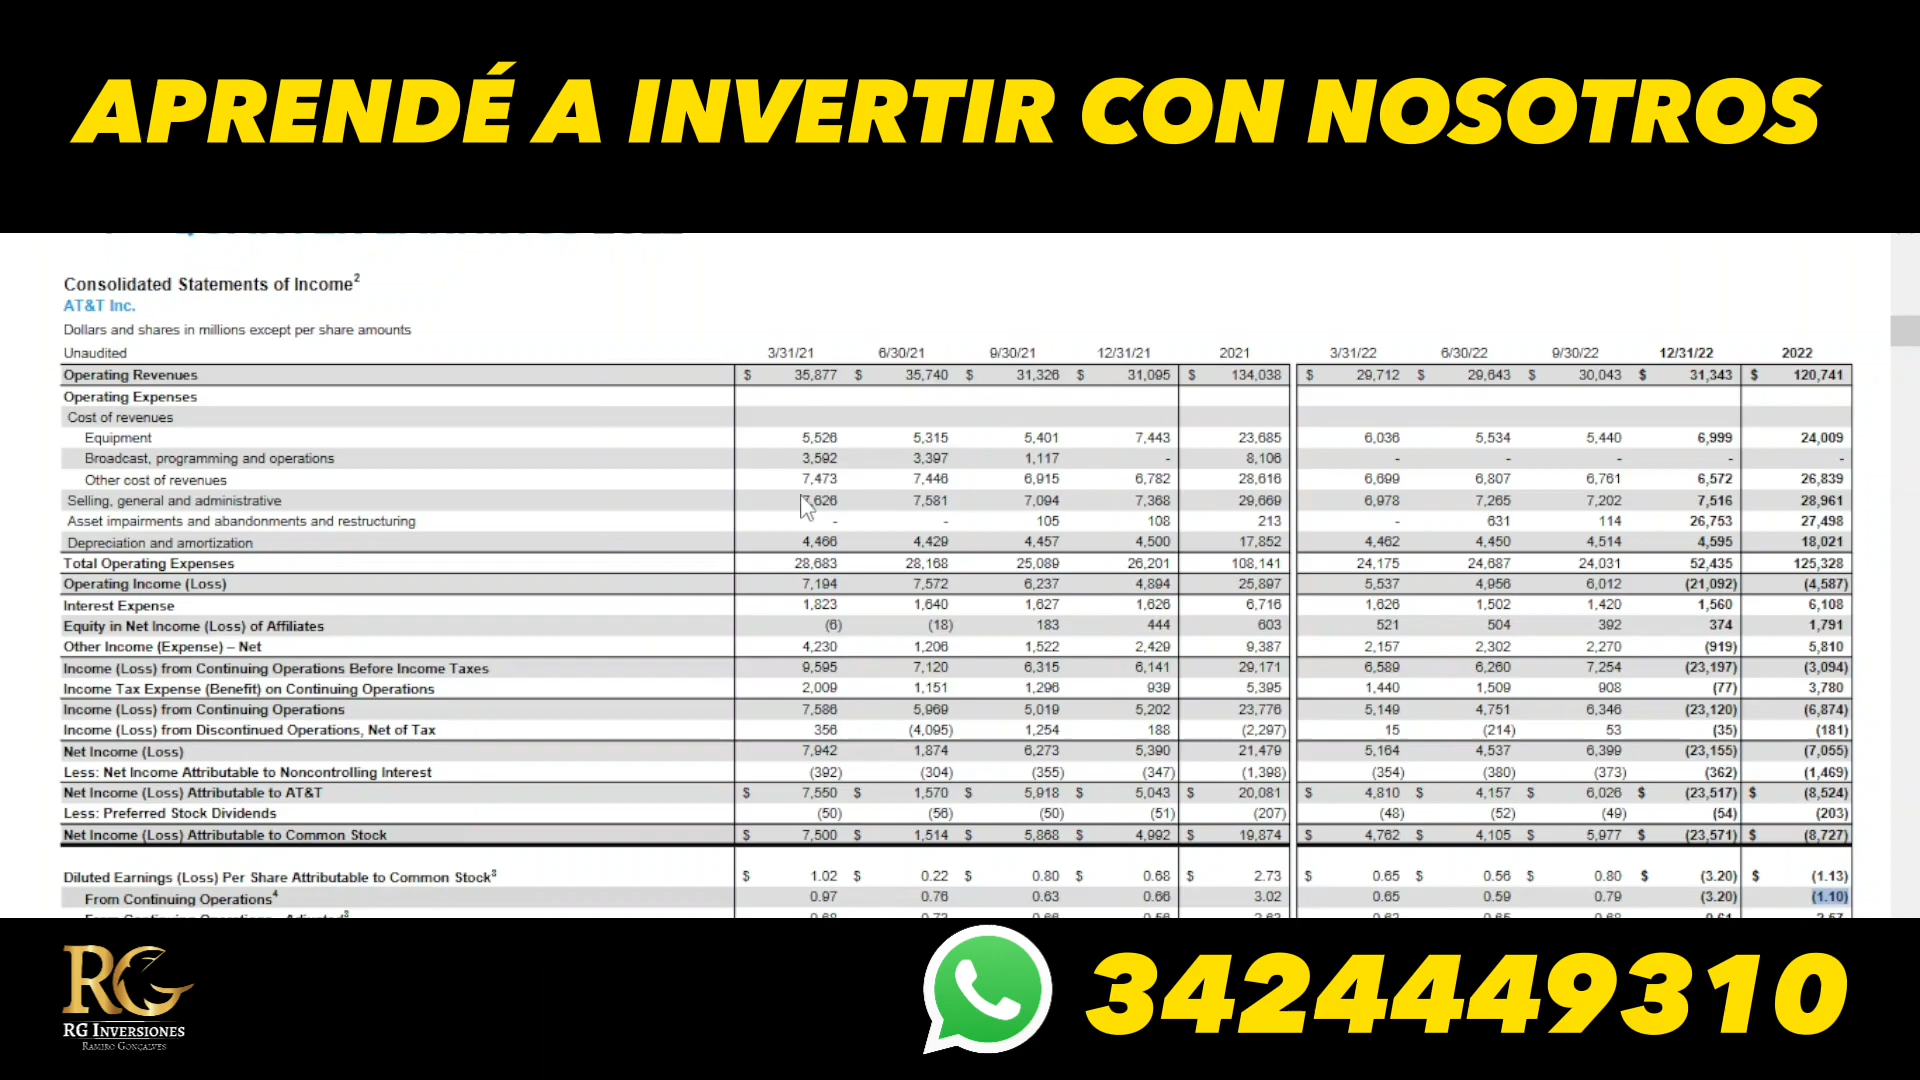 APRENDÉ A INVERTIR CON NOSOTROS
Consolidated Statements of Income2
AT&T Inc.
Dollars and shares in millions except per share amounts
Unaudited 3/31/21 6/30/21 9/30/21 12/31/21 2021 3/31/22 6/30/22 9/30/22 12/31/22 2022
Operating Revenues $ 35,877 $ 35,740 $ 31,326 $ 31,095 $ 134,038 $ 29,712 $ 29,643 $ 30,043 $ 31,343 $ 120,741
Operating Expenses
Cost of revenues
Equipment 5,526 5,315 5,401 7,443 23,685 6,036 5,534 5,440 6,999 24,009
Broadcast, programming and operations 3,592 3,397 1,117 - 8,106 - - - - -
Other cost of revenues 7,473 7,446 6,915 6,782 28,616 6,699 6,807 6,761 6,572 26,839
Selling, general and administrative 7,626 7,581 7,094 7,368 29,669 6,978 7,265 7,202 7,516 28,961
Asset impairments and abandonments and restructuring - - 105 108 213 - 631 114 26,753 27,498
Depreciation and amortization 4,466 4,429 4,457 4,500 17,852 4,462 4,450 4,514 4,595 18,021
Total Operating Expenses 28,683 28,168 25,089 26,201 108,141 24,175 24,687 24,031 52,435 125,328
Operating Income (Loss) 7,194 7,572 6,237 4,894 25,897 5,537 4,956 6,012 (21,092) (4,587)
Interest Expense 1,823 1,640 1,627 1,626 6,716 1,626 1,502 1,420 1,560 6,108
Equity in Net Income (Loss) of Affiliates (6) (18) 183 444 603 521 504 392 374 1,791
Other Income (Expense) – Net 4,230 1,206 1,522 2,429 9,387 2,157 2,302 2,270 (919) 5,810
Income (Loss) from Continuing Operations Before Income Taxes 9,595 7,120 6,315 6,141 29,171 6,589 6,260 7,254 (23,197) (3,094)
Income Tax Expense (Benefit) on Continuing Operations 2,009 1,151 1,296 939 5,395 1,440 1,509 908 (77) 3,780
Income (Loss) from Continuing Operations 7,586 5,969 5,019 5,202 23,776 5,149 4,751 6,346 (23,120) (6,874)
Income (Loss) from Discontinued Operations, Net of Tax 356 (4,095) 1,254 188 (2,297) 15 (214) 53 (35) (181)
Net Income (Loss) 7,942 1,874 6,273 5,390 21,479 5,164 4,537 6,399 (23,155) (7,055)
Less: Net Income Attributable to Noncontrolling Interest (392) (304) (355) (347) (1,398) (354) (380) (373) (362) (1,469)
Net Income (Loss) Attributable to AT&T $ 7,550 $ 1,570 $ 5,918 $ 5,043 $ 20,081 $ 4,810 $ 4,157 $ 6,026 $ (23,517) $ (8,524)
Less: Preferred Stock Dividends (50) (56) (50) (51) (207) (48) (52) (49) (54) (203)
Net Income (Loss) Attributable to Common Stock $ 7,500 $ 1,514 $ 5,868 $ 4,992 $ 19,874 $ 4,762 $ 4,105 $ 5,977 $ (23,571) $ (8,727)
Diluted Earnings (Loss) Per Share Attributable to Common Stock3 $ 1.02 $ 0.22 $ 0.80 $ 0.68 $ 2.73 $ 0.65 $ 0.56 $ 0.80 $ (3.20) $ (1.13)
From Continuing Operations4 0.97 0.76 0.63 0.66 3.02 0.65 0.59 0.79 (3.20) (1.10)
RG
RG INVERSIONES
RAMIRO GONÇALVES
3424449310